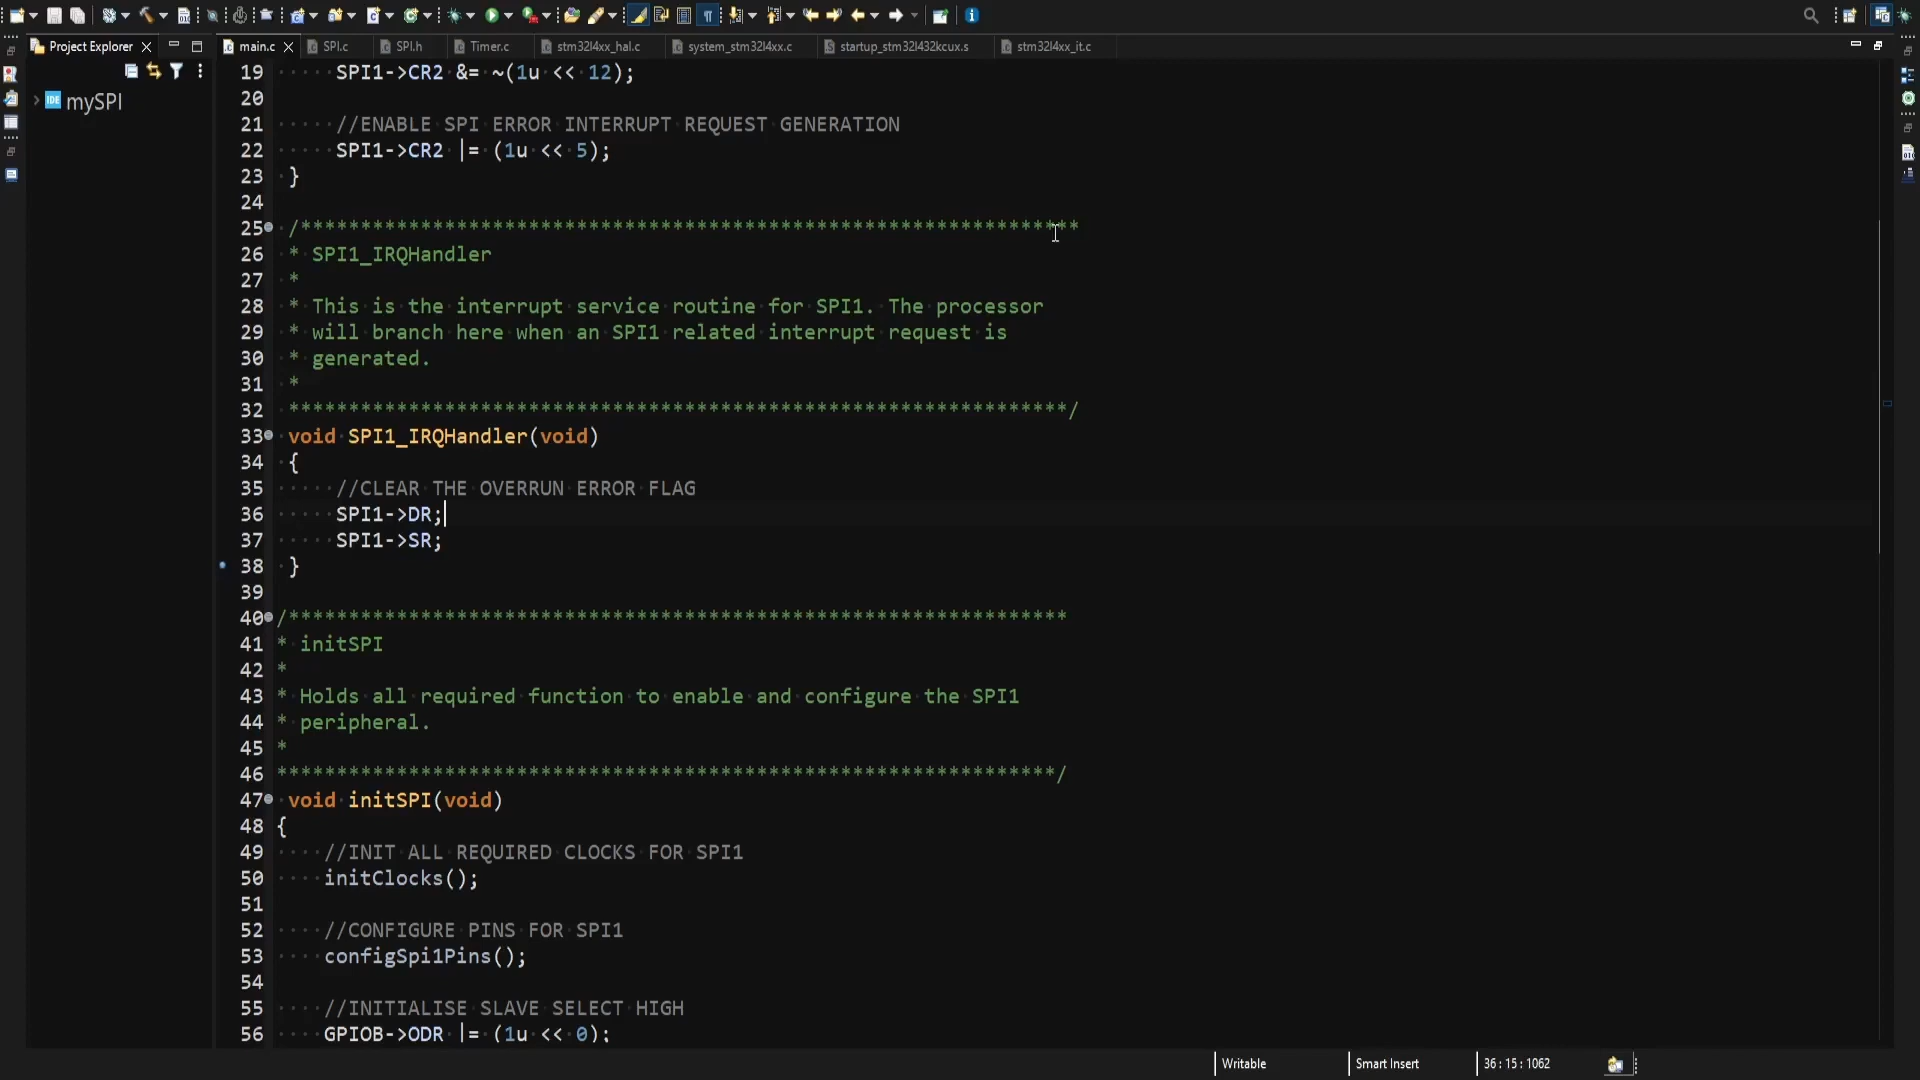 Project Explorer
mySPI
main.c
SPI.c
SPI.h
Timer.c
stm32l4xx_hal.c
system_stm32l4xx.c
startup_stm32l432kcux.s
stm32l4xx_it.c
19 SPI1->CR2 &= ~(1u << 12);
20
21 //ENABLE SPI ERROR INTERRUPT REQUEST GENERATION
22 SPI1->CR2 |= (1u << 5);
23 }
24
25 /*****************************************************************
26 * SPI1_IRQHandler
27 *
28 * This is the interrupt service routine for SPI1. The processor
29 * will branch here when an SPI1 related interrupt request is
30 * generated.
31 *
32 *****************************************************************/
33 void SPI1_IRQHandler(void)
34 {
35 //CLEAR THE OVERRUN ERROR FLAG
36 SPI1->DR;
37 SPI1->SR;
38 }
39
40 /*****************************************************************
41 * initSPI
42 *
43 * Holds all required function to enable and configure the SPI1
44 * peripheral.
45 *
46 *****************************************************************/
47 void initSPI(void)
48 {
49 //INIT ALL REQUIRED CLOCKS FOR SPI1
50 initClocks();
51
52 //CONFIGURE PINS FOR SPI1
53 configSpi1Pins();
54
55 //INITIALISE SLAVE SELECT HIGH
56 GPIOB->ODR |= (1u << 0);
Writable
Smart Insert
36 : 15 : 1062